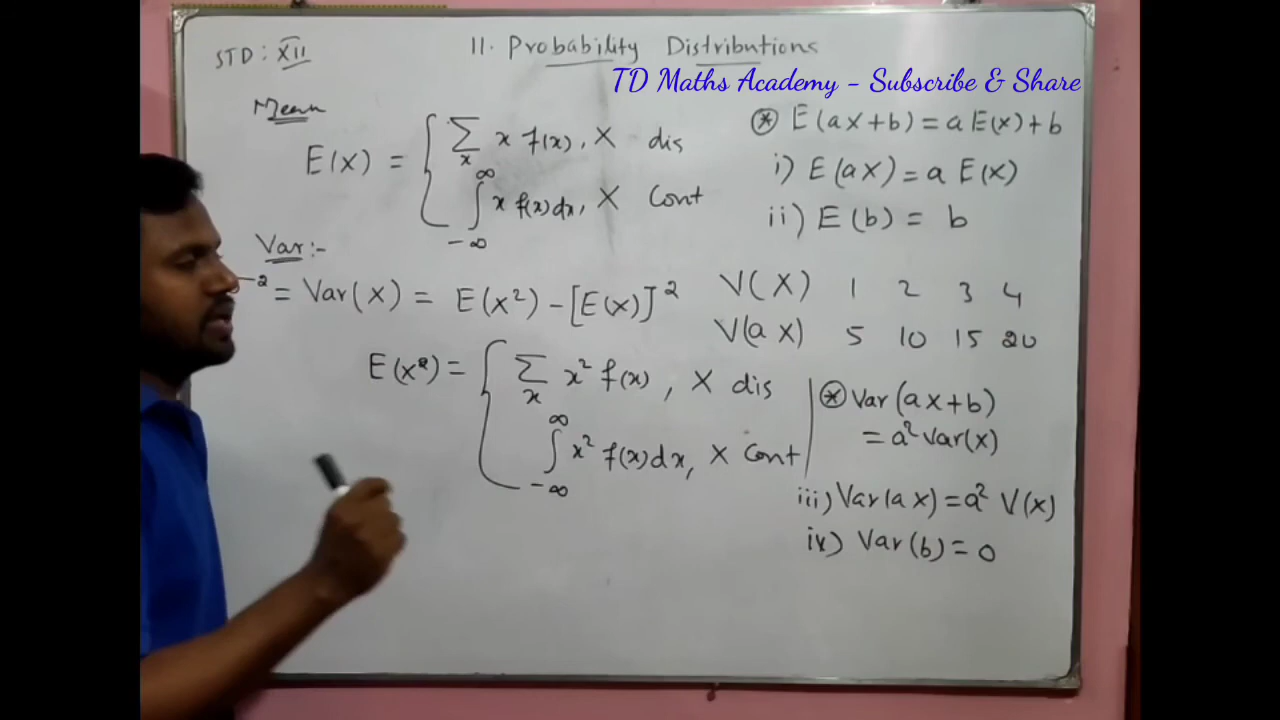 STD : XII
11. Probability Distributions
TD Maths Academy - Subscribe & Share
Mean
E(X) = { ∑x x f(x), X dis
∫-∞^∞ x f(x)dx, X Cont
⊛ E(aX+b) = a E(X)+b
i) E(aX) = a E(X)
ii) E(b) = b
Var:-
2 = Var(X) = E(X²) - [E(X)]²
E(X²) = { ∑x x² f(x), X dis
∫-∞^∞ x² f(x)dx, X Cont
V(X) 1 2 3 4
V(aX) 5 10 15 20
⊛ Var(aX+b)
= a² Var(X)
iii) Var(aX) = a² V(X)
iv) Var(b) = 0